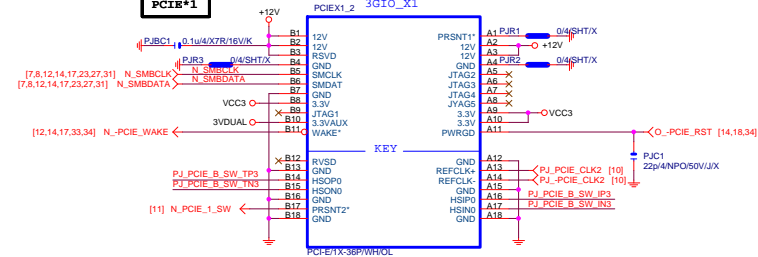 PCIE*1
PCIEX1_2 3GIO_X1
+12V
PJBC1 0.1u/4/X7R/16V/K B1 12V PRSNT1* A1 PJR1 0/4/SHT/X
B2 12V 12V A2 +12V
B3 RSVD 12V A3
PJR3 0/4/SHT/X B4 GND GND A4 PJR2 0/4/SHT/X
[7,8,12,14,17,23,27,31] N_SMBCLK N_SMBCLK B5 SMCLK JTAG2 A5
[7,8,12,14,17,23,27,31] N_SMBDATA N_SMBDATA B6 SMDAT JTAG3 A6
B7 GND JTAG4 A7
VCC3 B8 3.3V JYAG5 A8
B9 JTAG1 3.3V A9 VCC3
3VDUAL B10 3.3VAUX 3.3V A10
[12,14,17,33,34] N_-PCIE_WAKE B11 WAKE* PWRGD A11 O_-PCIE_RST [14,18,34]
KEY
PJC1
22p/4/NPO/50V/J/X
B12 RVSD GND A12
B13 GND REFCLK+ A13 PJ_PCIE_CLK2 [10]
PJ_PCIE_B_SW_TP3 B14 HSOP0 REFCLK- A14 PJ_-PCIE_CLK2 [10]
PJ_PCIE_B_SW_TN3 B15 HSON0 GND A15
B16 GND HSIP0 A16 PJ_PCIE_B_SW_IP3
[11] N_PCIE_1_SW B17 PRSNT2* HSIN0 A17 PJ_PCIE_B_SW_IN3
B18 GND GND A18
PCI-E/1X-36P/WH/OL